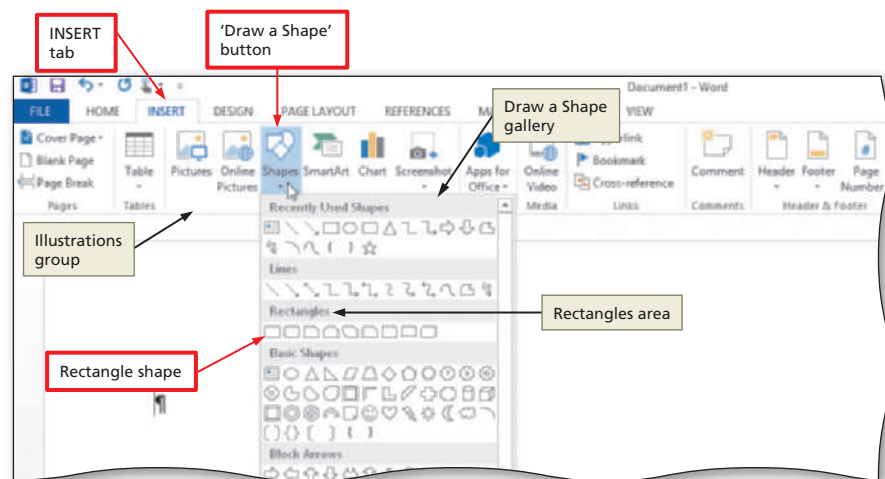 INSERT
tab
'Draw a Shape'
button
Document1 - Word
FILE HOME INSERT DESIGN PAGE LAYOUT REFERENCES VIEW
Draw a Shape
gallery
Cover Page
Blank Page
Page Break
Pages
Table
Tables
Pictures
Online
Pictures
Shapes
SmartArt
Chart
Screenshot
Apps for
Office
Online
Video
Media
Bookmark
Cross-reference
Links
Comment
Comments
Header
Footer
Page
Number
Header & Footer
Illustrations
group
Recently Used Shapes
Lines
Rectangles
Rectangles area
Rectangle shape
Basic Shapes
Block Arrows
¶